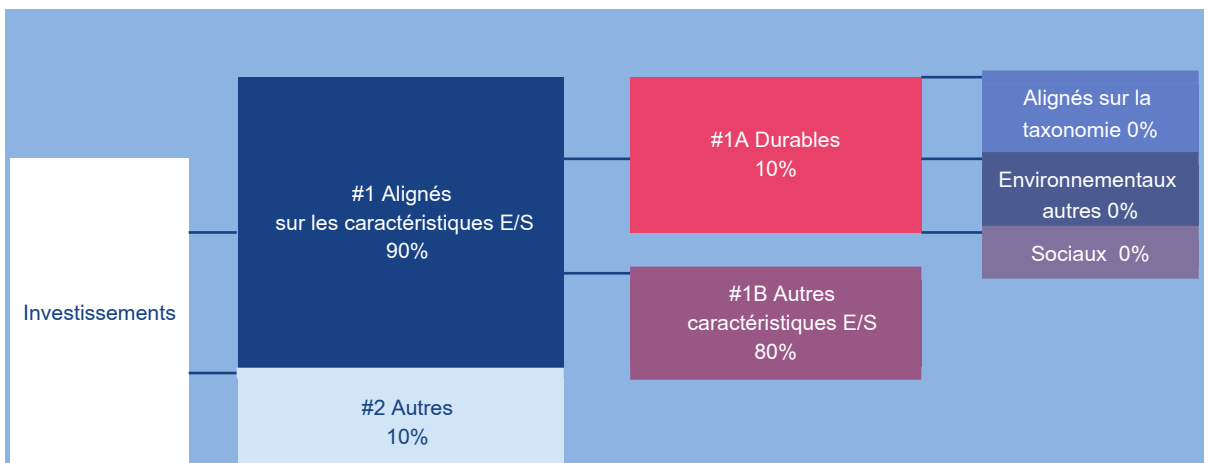 Investissements
#1 Alignés
sur les caractéristiques E/S
90%
#2 Autres
10%
#1A Durables
10%
#1B Autres
caractéristiques E/S
80%
Alignés sur la
taxonomie 0%
Environnementaux
autres 0%
Sociaux 0%